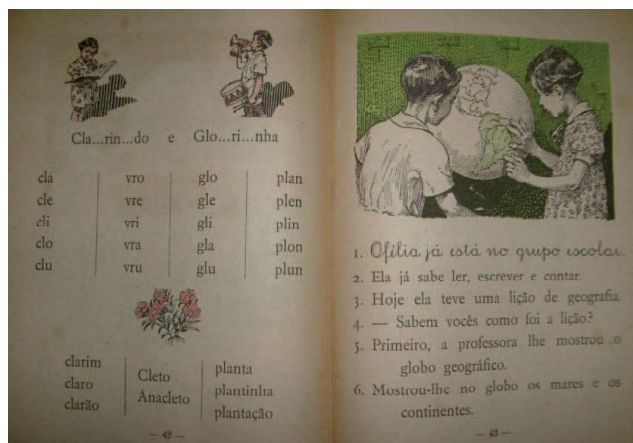 Cla...rin...do e Glo...ri...nha
cla vro glo plan
cle vre gle plen
cli vri gli plin
clo vra gla plon
clu vru glu plun
clarim
claro
clarão
Cleto
Anacleto
planta
plantinha
plantação
— 42 —
1. Ofília já está no grupo escolar.
2. Ela já sabe ler, escrever e contar.
3. Hoje ela teve uma lição de geografia.
4. — Sabem vocês como foi a lição?
5. Primeiro, a professora lhe mostrou o
globo geográfico.
6. Mostrou-lhe no globo os mares e os
continentes.
— 43 —